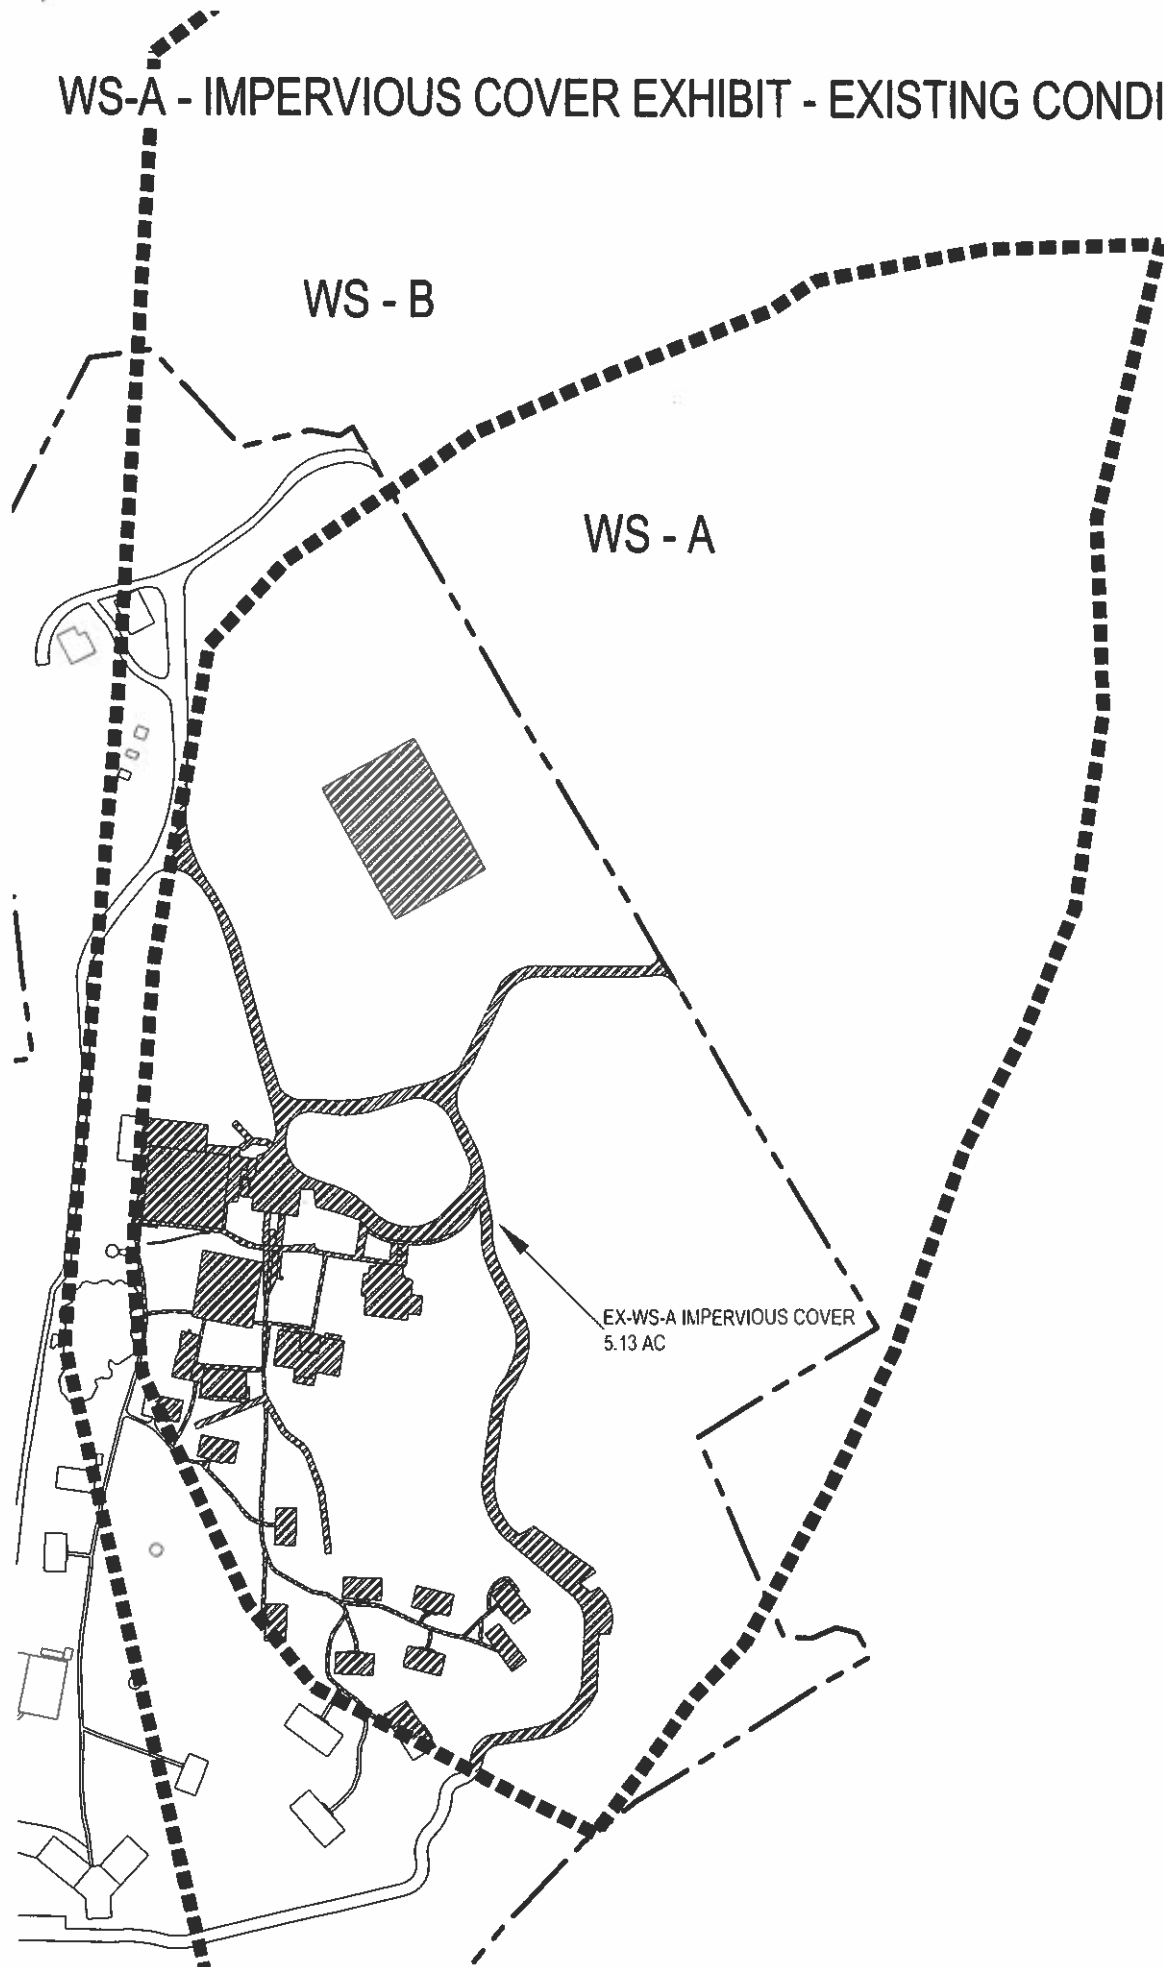 WS-A - IMPERVIOUS COVER EXHIBIT - EXISTING CONDI
WS - B
WS - A
EX-WS-A IMPERVIOUS COVER
5.13 AC